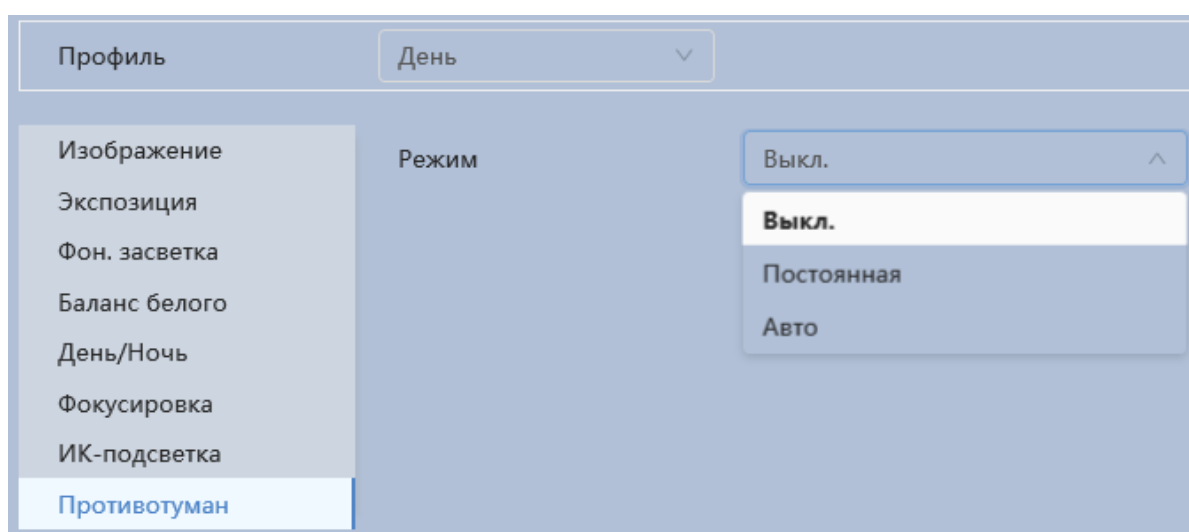 Профиль День
Изображение Режим Выкл.
Экспозиция
Выкл.
Фон. засветка
Постоянная
Баланс белого
Авто
День/Ночь
Фокусировка
ИК-подсветка
Противотуман